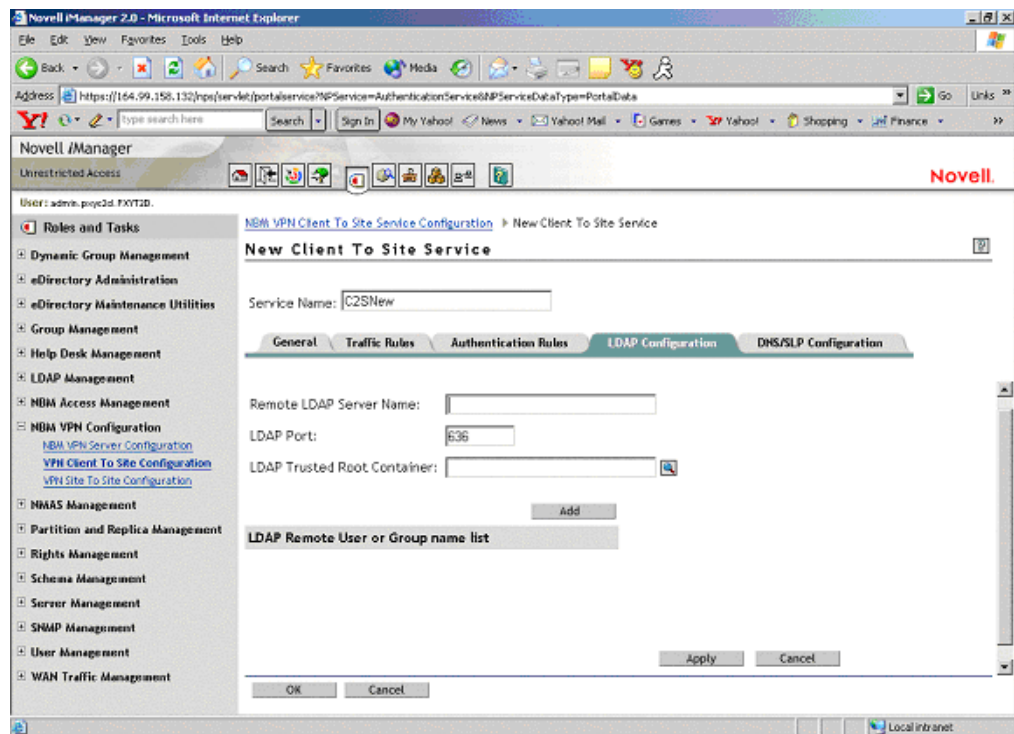 Novell iManager 2.0 - Microsoft Internet Explorer
File Edit View Favorites Tools Help
Back Search Favorites Media
Address https://164.99.158.132/nps/servlet/portalservice?NPService=AuthenticationService&NPServiceDataType=PortalData Go Links »
Y! type search here Search Sign In My Yahoo! News Yahoo! Mail Games Yahoo! Shopping Finance »
Novell iManager
Unrestricted Access
Novell.
User: admin.pxyc2d.PXYT2D.
Roles and Tasks
Dynamic Group Management
eDirectory Administration
eDirectory Maintenance Utilities
Group Management
Help Desk Management
LDAP Management
NBM Access Management
NBM VPN Configuration
NBM VPN Server Configuration
VPN Client To Site Configuration
VPN Site To Site Configuration
NMAS Management
Partition and Replica Management
Rights Management
Schema Management
Server Management
SNMP Management
User Management
WAN Traffic Management
NBM VPN Client To Site Service Configuration New Client To Site Service
New Client To Site Service
Service Name: C2SNew
General Traffic Rules Authentication Rules LDAP Configuration DNS/SLP Configuration
Remote LDAP Server Name:
LDAP Port: 636
LDAP Trusted Root Container:
Add
LDAP Remote User or Group name list
Apply Cancel
OK Cancel
Local intranet